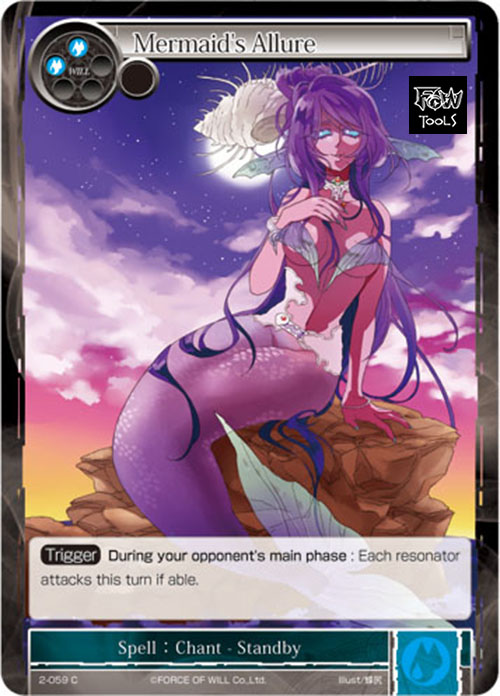 Mermaid's Allure
WILL
FOW
TOOLS
Trigger During your opponent's main phase : Each resonator
attacks this turn if able.
Spell : Chant - Standby
2-059 C ©FORCE OF WILL Co.,Ltd. Illust/